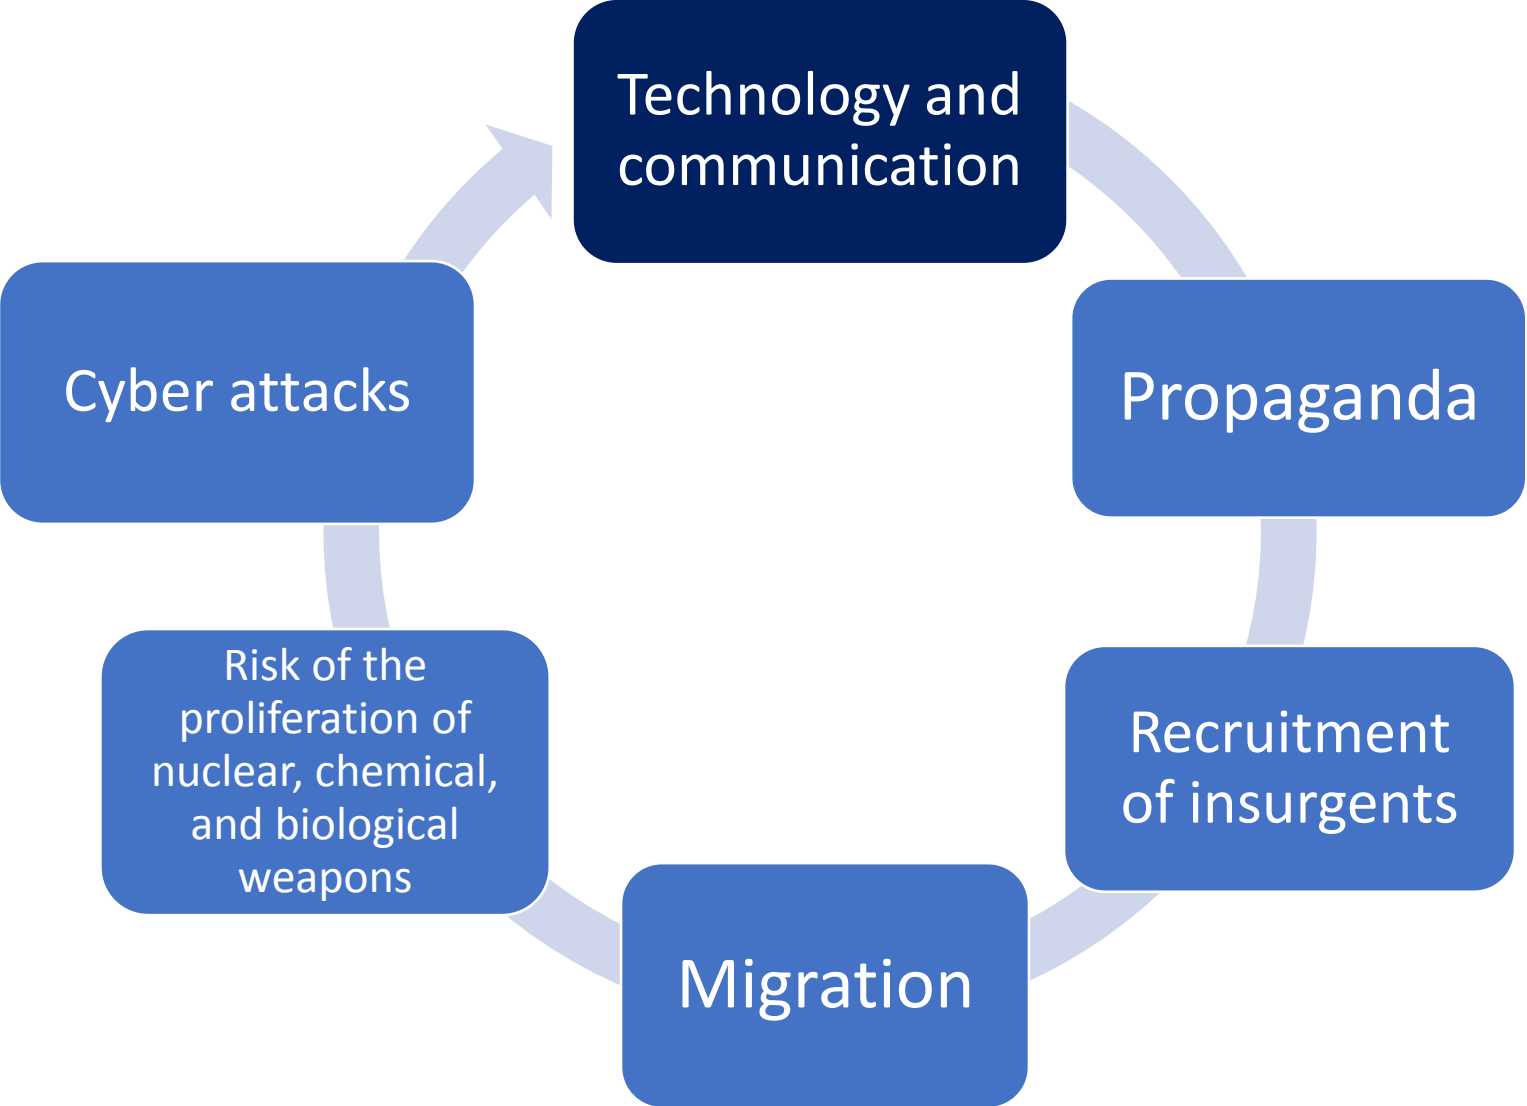 Technology and
communication
Propaganda
Recruitment
of insurgents
Migration
Risk of the
proliferation of
nuclear, chemical,
and biological
weapons
Cyber attacks